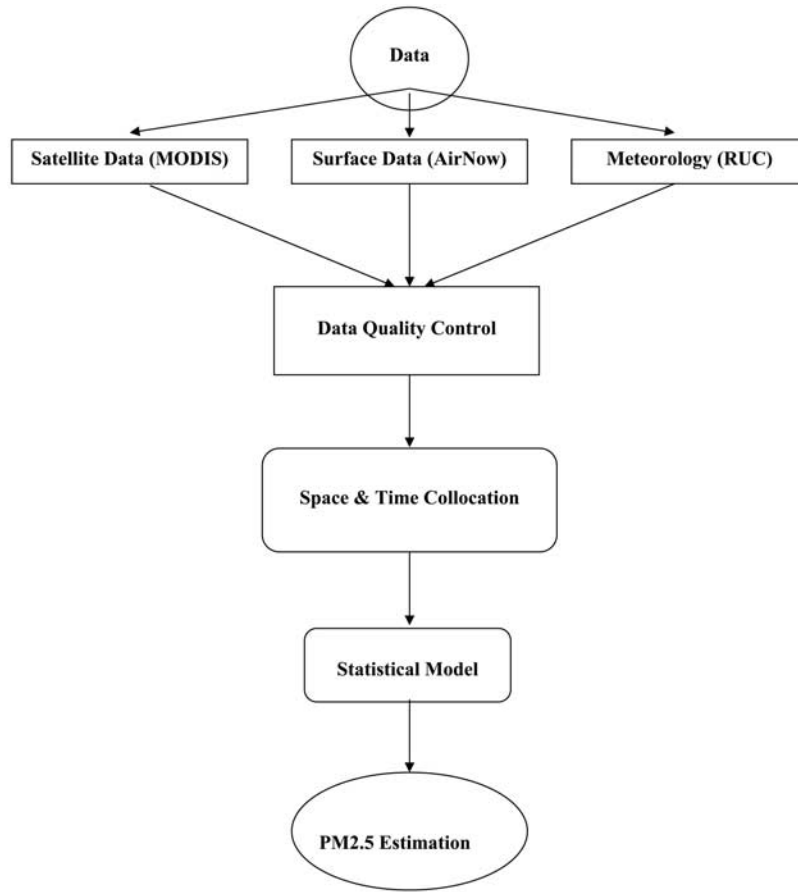 Data
Satellite Data (MODIS)
Surface Data (AirNow)
Meteorology (RUC)
Data Quality Control
Space & Time Collocation
Statistical Model
PM2.5 Estimation